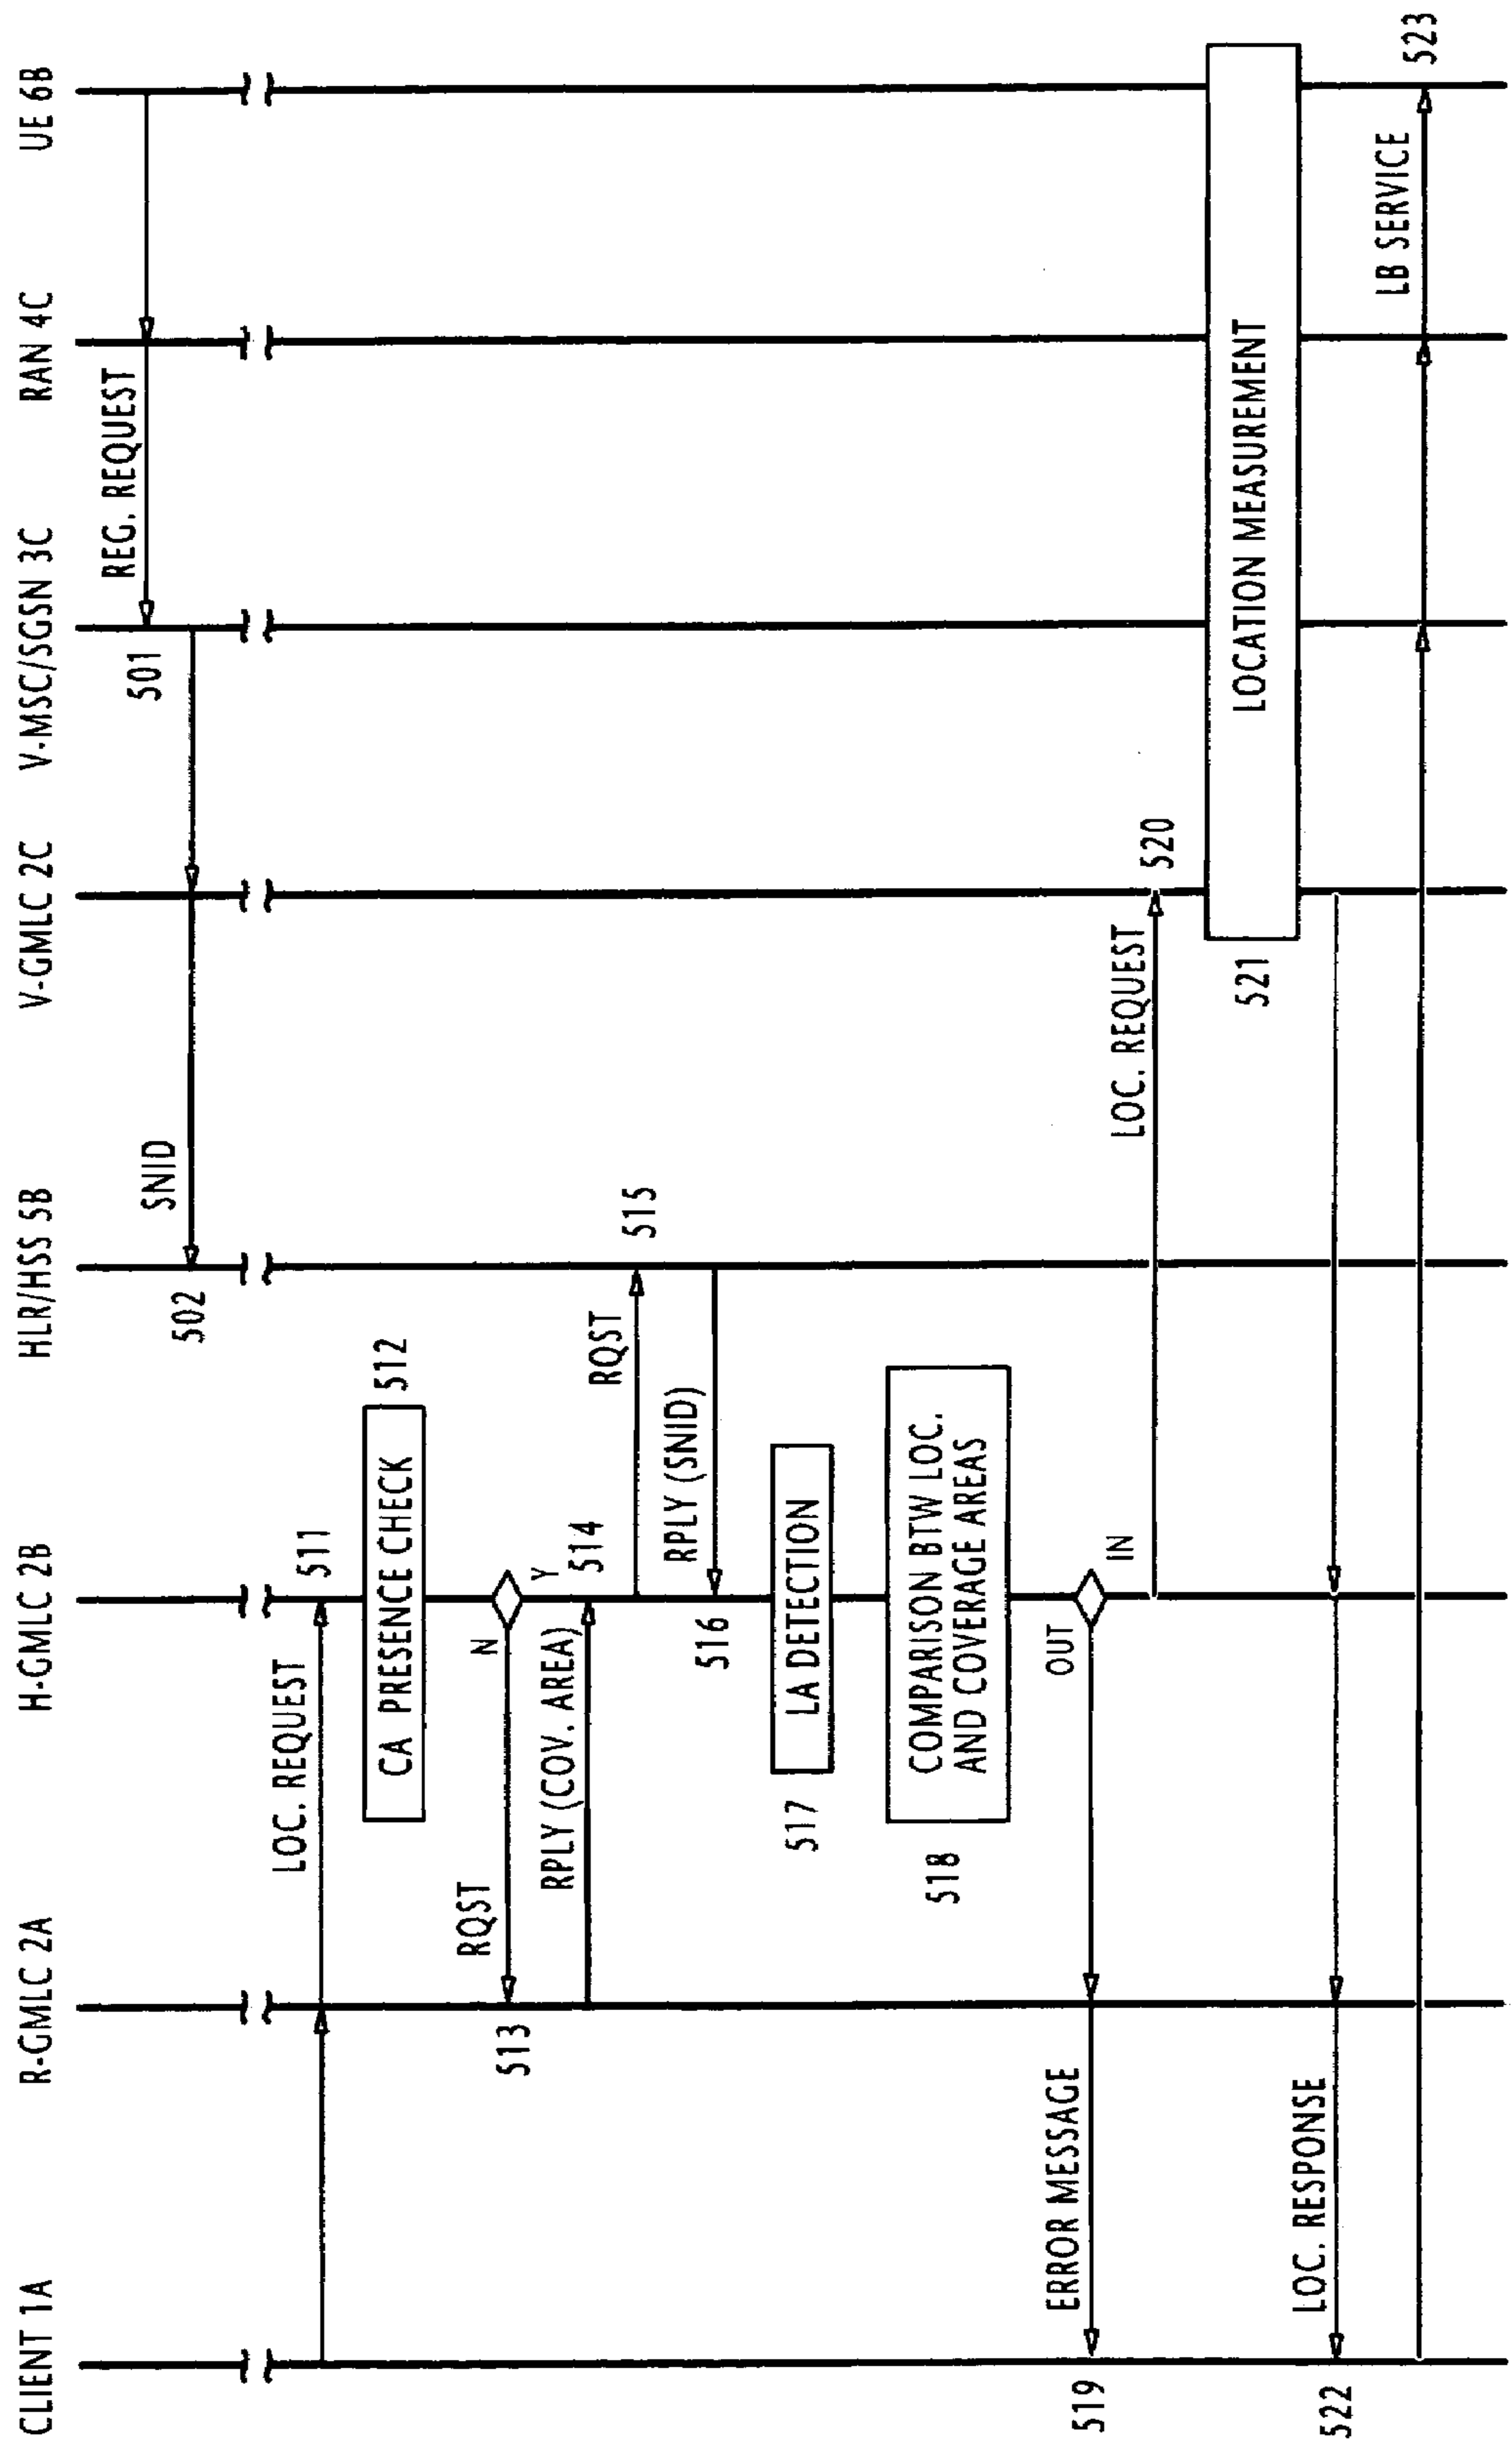 CLIENT 1A
R-GMLC 2A
H-GMLC 2B
HLR/HSS 5B
V-GMLC 2C
V-MSC/SGSN 3C
RAN 4C
UE 6B
REG. REQUEST
501
SNID
502
LOC. REQUEST
511
CA PRESENCE CHECK
512
N
Y
RQST
513
RPLY (COV. AREA)
514
RQST
515
RPLY (SNID)
516
517
LA DETECTION
518
COMPARISON BTW LOC.
AND COVERAGE AREAS
OUT
IN
ERROR MESSAGE
519
LOC. REQUEST
520
521
LOCATION MEASUREMENT
LOC. RESPONSE
522
LB SERVICE
523